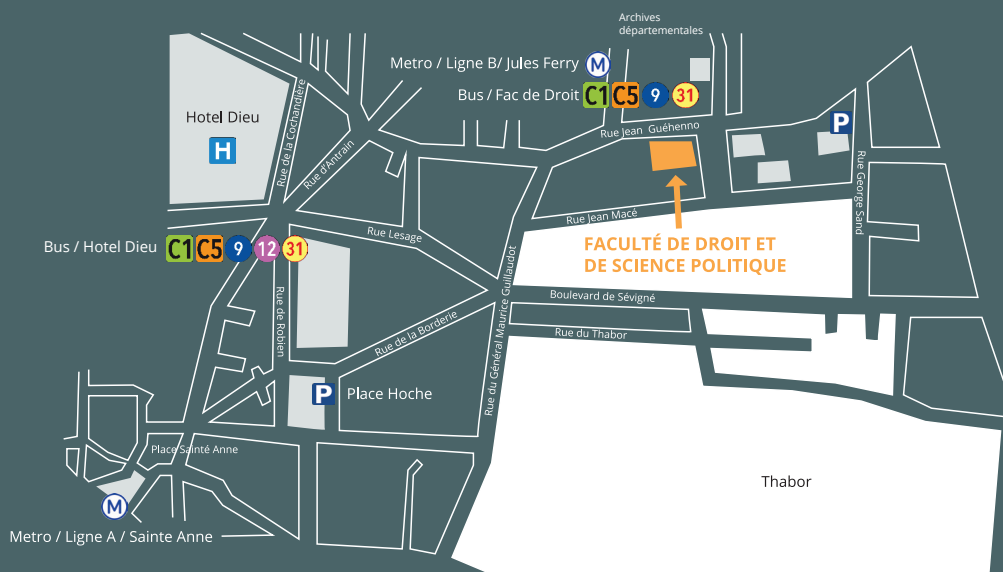 Archives
départementales
Metro / Ligne B/ Jules Ferry M
Bus / Fac de Droit C1 C5 9 31
Hotel Dieu
H
P
Rue de la Cochardière
Rue d'Antrain
Rue Jean Guéhenno
Rue George Sand
Rue Jean Macé
Rue Lesage
Bus / Hotel Dieu C1 C5 9 12 31
FACULTÉ DE DROIT ET
DE SCIENCE POLITIQUE
Rue de Robien
Rue de la Borderie
Rue du Général Maurice Guillaudot
Boulevard de Sévigné
Rue du Thabor
P Place Hoche
Place Sainté Anne
Thabor
M
Metro / Ligne A / Sainte Anne